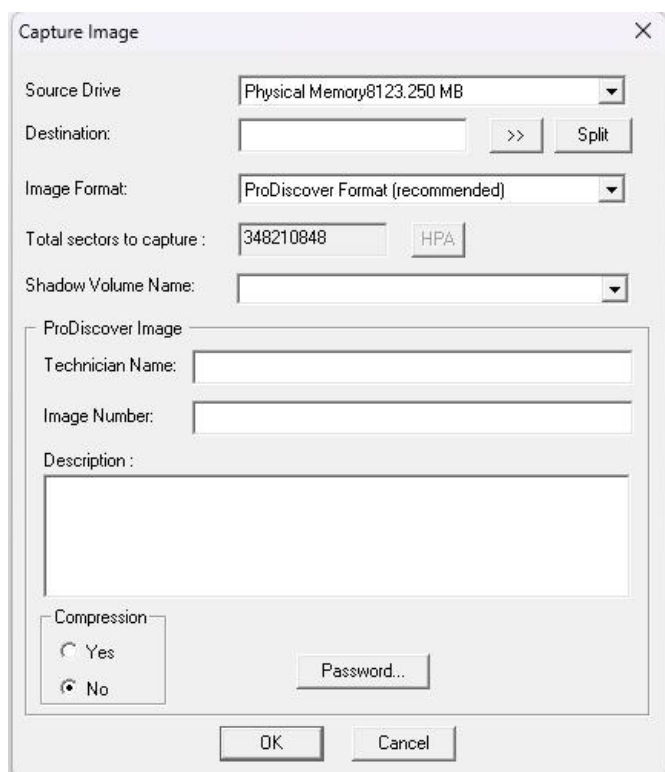 Capture Image
Source Drive Physical Memory8123.250 MB
Destination: >> Split
Image Format: ProDiscover Format (recommended)
Total sectors to capture : 348210848 HPA
Shadow Volume Name:
ProDiscover Image
Technician Name:
Image Number:
Description :
Compression
Yes
No
Password...
OK Cancel